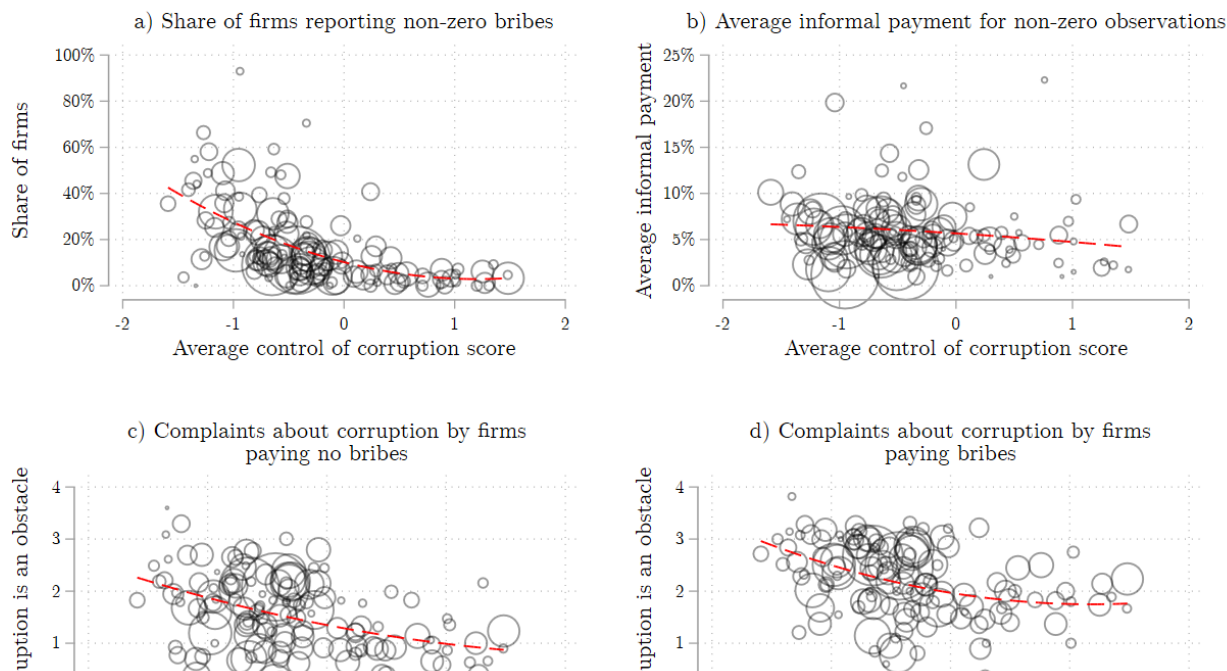 a) Share of firms reporting non-zero bribes
100%
80%
60%
40%
20%
0%
Share of firms
-2 -1 0 1 2
Average control of corruption score
b) Average informal payment for non-zero observations
25%
20%
15%
10%
5%
0%
Average informal payment
-2 -1 0 1 2
Average control of corruption score
c) Complaints about corruption by firms
paying no bribes
4
3
2
1
is an obstacle
d) Complaints about corruption by firms
paying bribes
4
3
2
1
is an obstacle